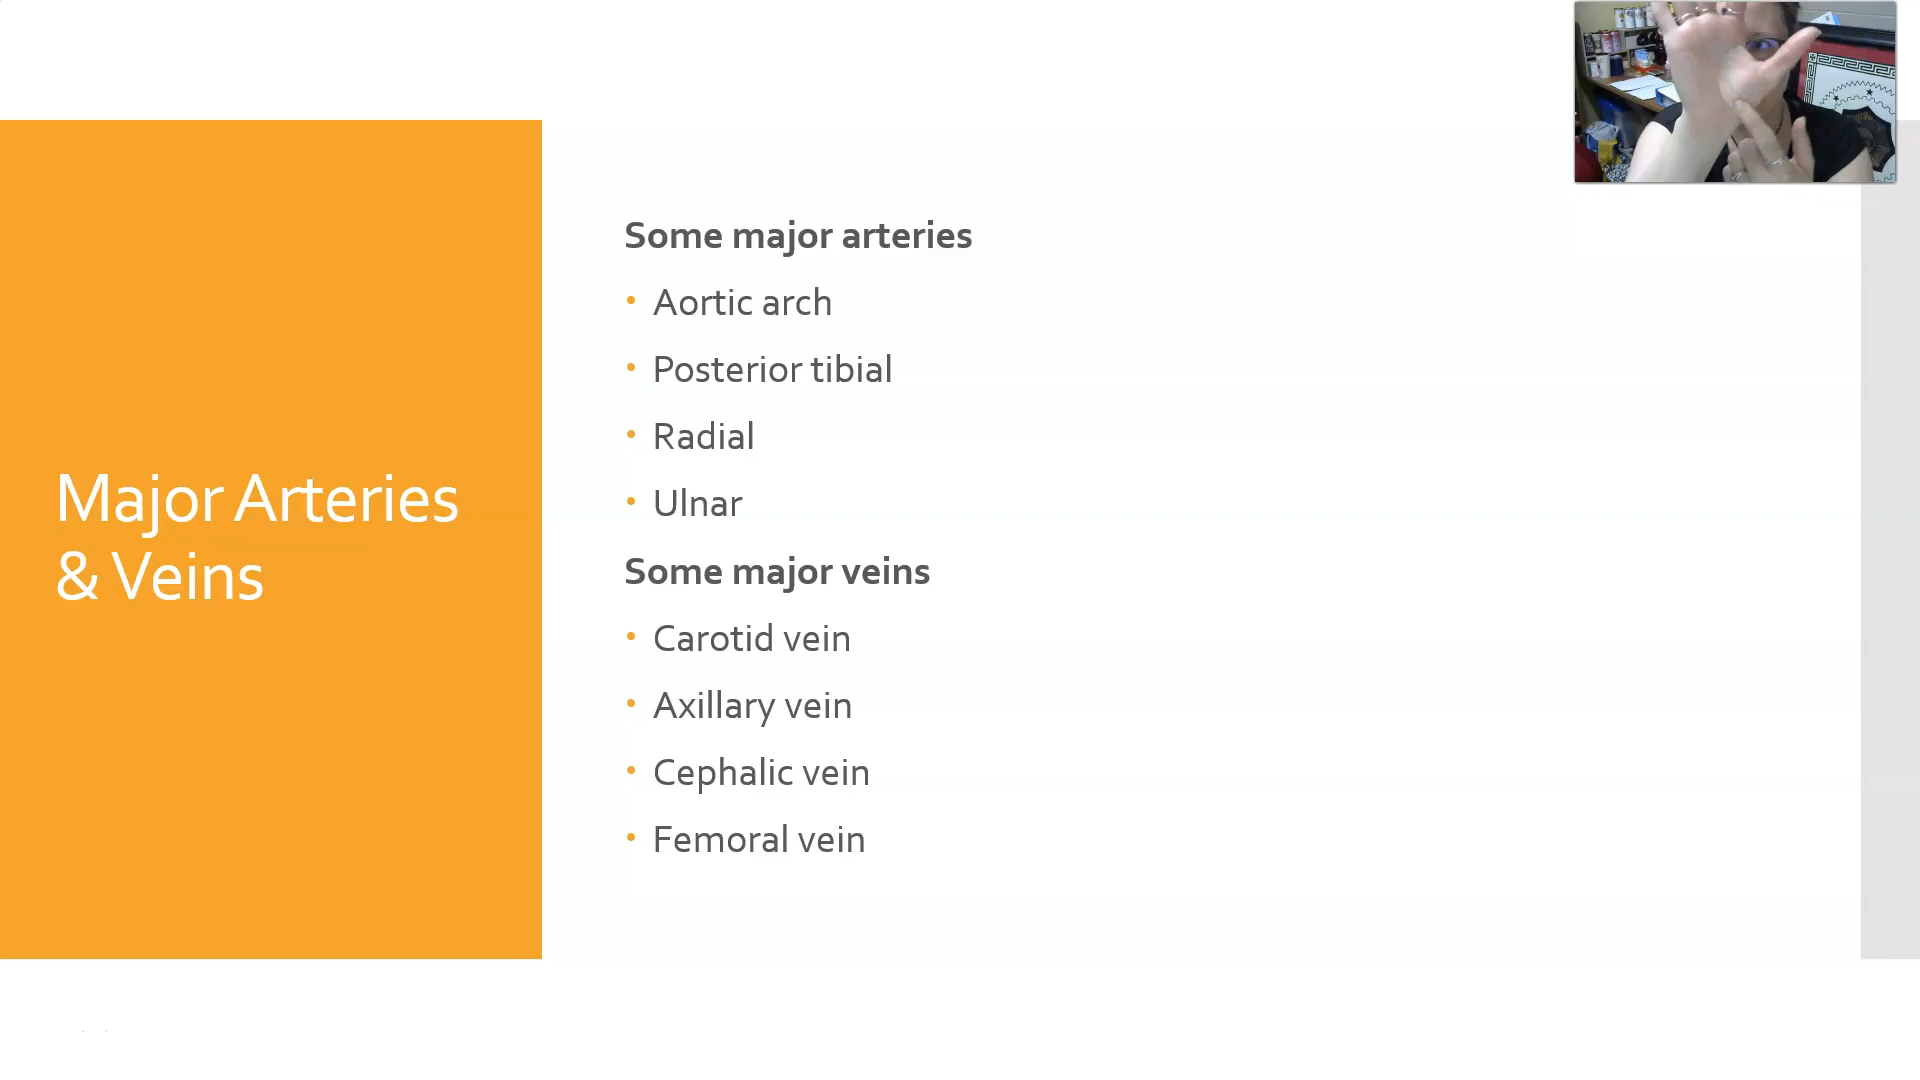 Some major arteries
• Aortic arch
• Posterior tibial
• Radial
• Ulnar
Major Arteries
& Veins
Some major veins
• Carotid vein
• Axillary vein
• Cephalic vein
• Femoral vein